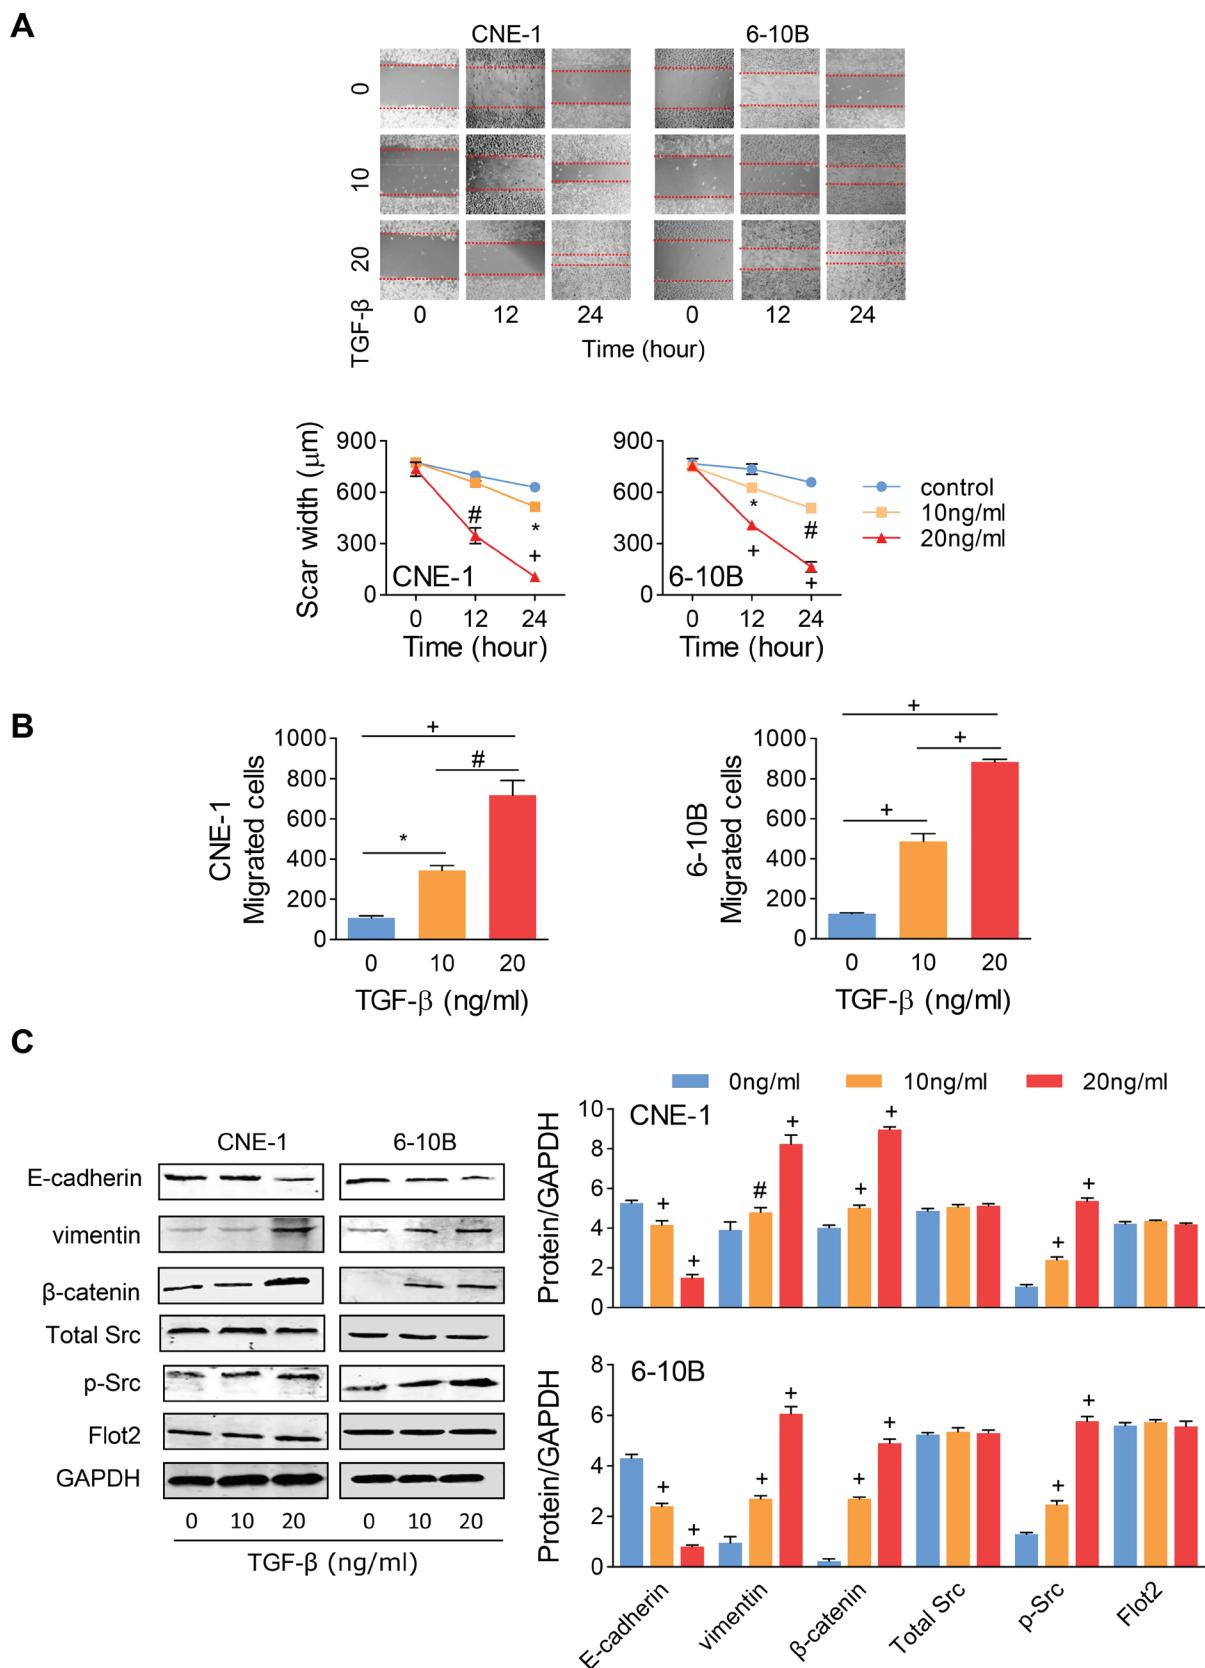 A
CNE-1 6-10B
0
10
20
TGF-β
0 12 24 0 12 24
Time (hour)
Scar width (μm)
900
600
300
0
#
*
+
CNE-1
0 12 24
Time (hour)
900
600
300
0
*
+
#
+
6-10B
0 12 24
Time (hour)
control
10ng/ml
20ng/ml
B
CNE-1
Migrated cells
1000
800
600
400
200
0
+
#
*
0 10 20
TGF-β (ng/ml)
6-10B
Migrated cells
1000
800
600
400
200
0
+
+
+
0 10 20
TGF-β (ng/ml)
C
CNE-1 6-10B
E-cadherin
vimentin
β-catenin
Total Src
p-Src
Flot2
GAPDH
0 10 20 0 10 20
TGF-β (ng/ml)
0ng/ml 10ng/ml 20ng/ml
CNE-1
Protein/GAPDH
10
8
6
4
2
0
+ + # + + + + +
6-10B
Protein/GAPDH
8
6
4
2
0
+ + + + + + + +
E-cadherin vimentin β-catenin Total Src p-Src Flot2